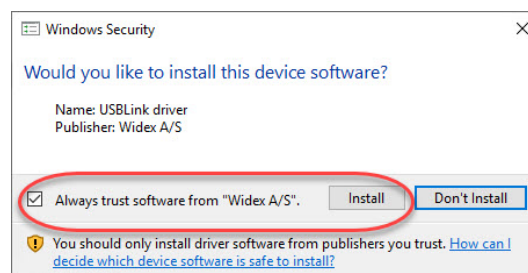 Windows Security
Would you like to install this device software?
Name: USBLink driver
Publisher: Widex A/S
Always trust software from "Widex A/S".
Install
Don't Install
You should only install driver software from publishers you trust. How can I
decide which device software is safe to install?